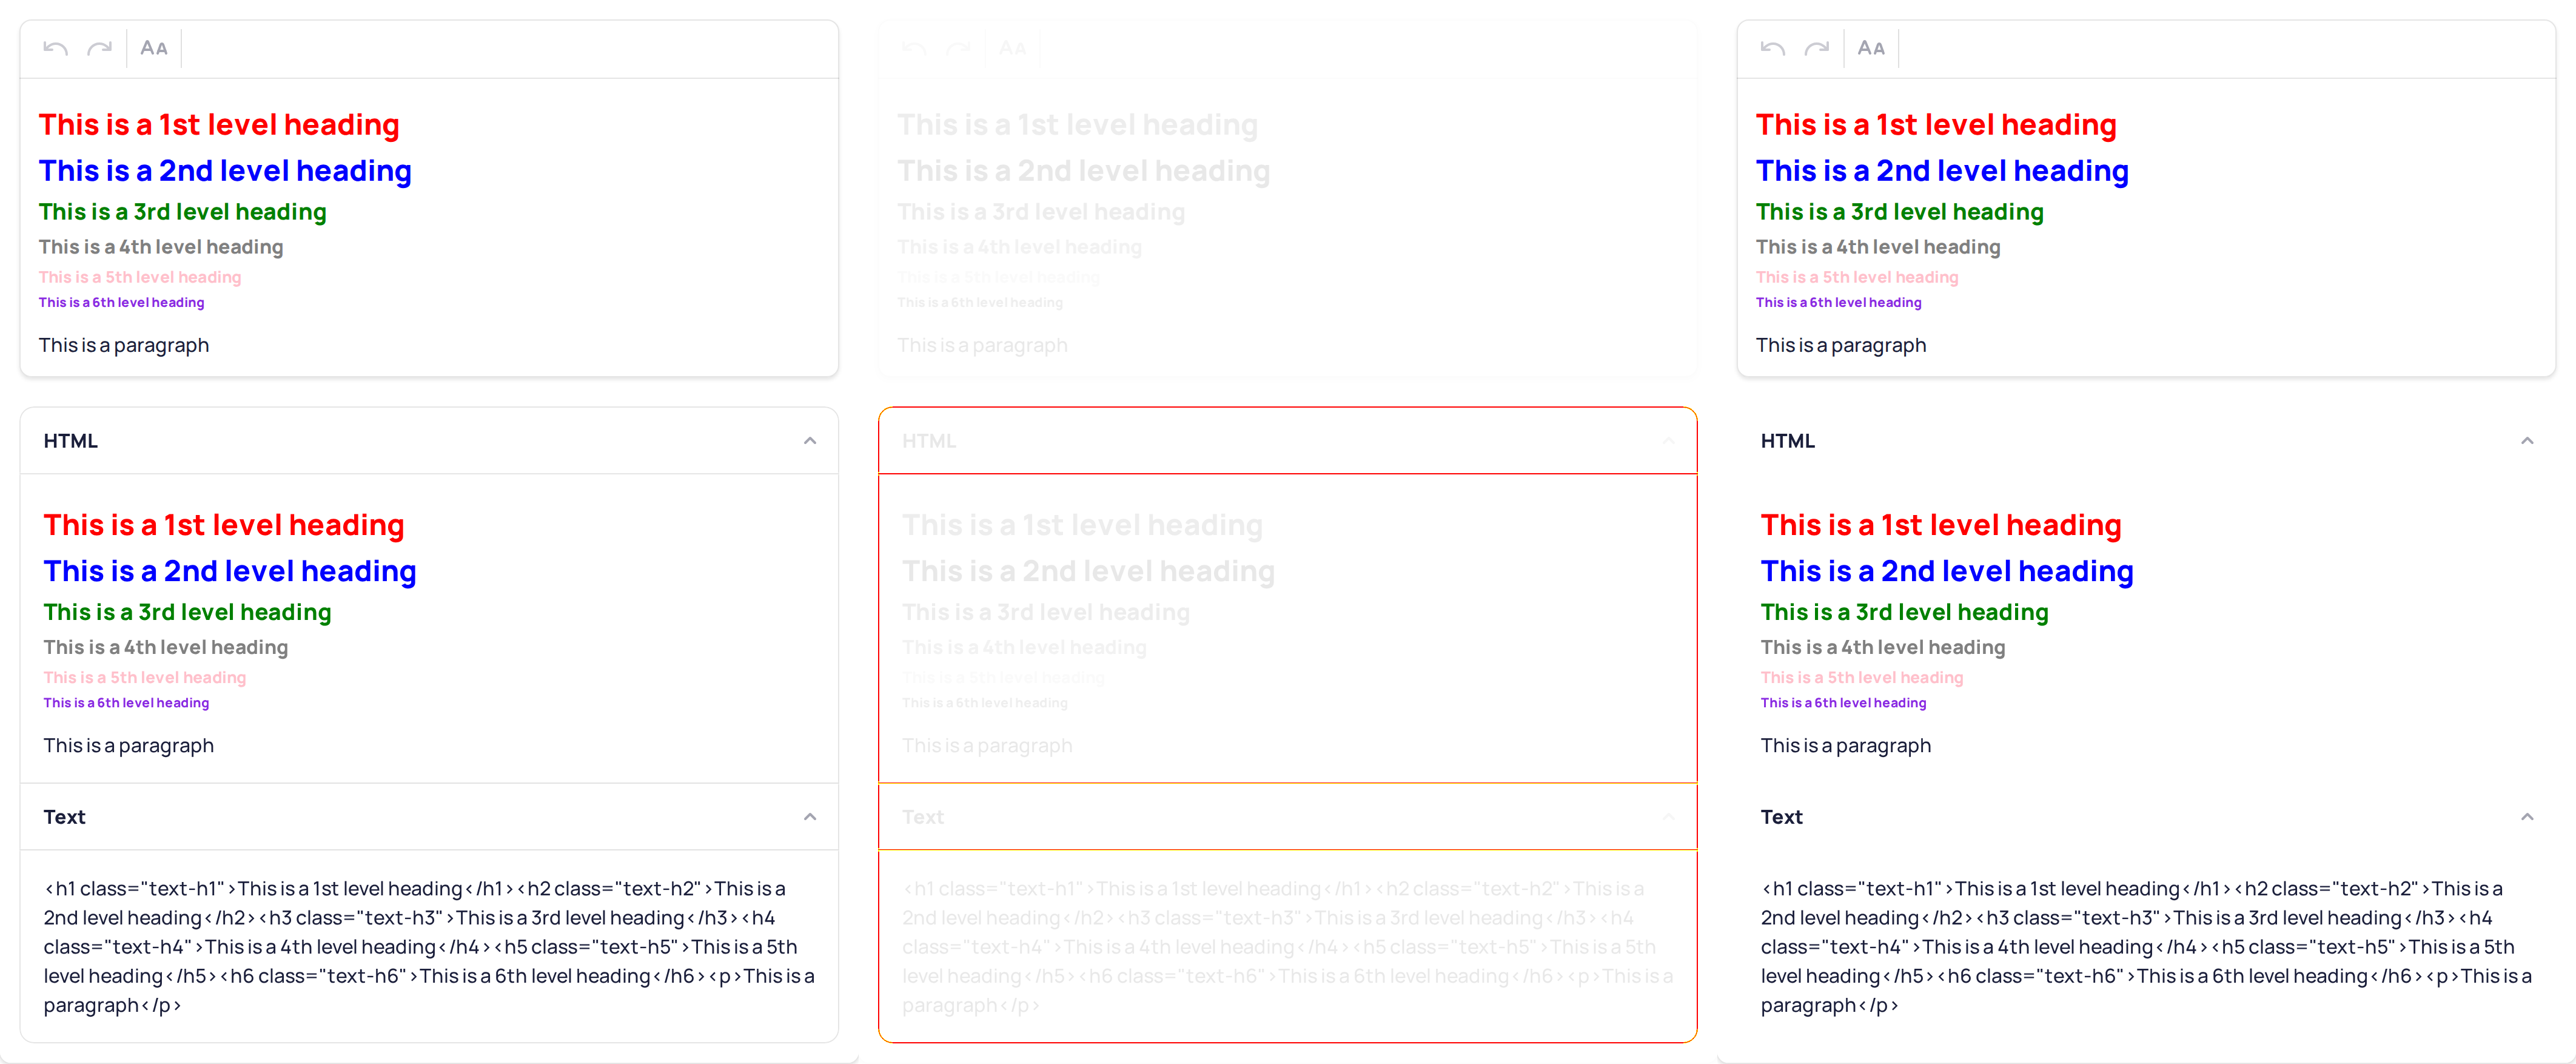 AA
This is a 1st level heading
This is a 2nd level heading
This is a 3rd level heading
This is a 4th level heading
This is a 5th level heading
This is a 6th level heading
This is a paragraph
HTML
This is a 1st level heading
This is a 2nd level heading
This is a 3rd level heading
This is a 4th level heading
This is a 5th level heading
This is a 6th level heading
This is a paragraph
Text
<h1 class="text-h1">This is a 1st level heading</h1><h2 class="text-h2">This is a
2nd level heading</h2><h3 class="text-h3">This is a 3rd level heading</h3><h4
class="text-h4">This is a 4th level heading</h4><h5 class="text-h5">This is a 5th
level heading</h5><h6 class="text-h6">This is a 6th level heading</h6><p>This is a
paragraph</p>
AA
This is a 1st level heading
This is a 2nd level heading
This is a 3rd level heading
This is a 4th level heading
This is a 5th level heading
This is a 6th level heading
This is a paragraph
HTML
This is a 1st level heading
This is a 2nd level heading
This is a 3rd level heading
This is a 4th level heading
This is a 5th level heading
This is a 6th level heading
This is a paragraph
Text
<h1 class="text-h1">This is a 1st level heading</h1><h2 class="text-h2">This is a
2nd level heading</h2><h3 class="text-h3">This is a 3rd level heading</h3><h4
class="text-h4">This is a 4th level heading</h4><h5 class="text-h5">This is a 5th
level heading</h5><h6 class="text-h6">This is a 6th level heading</h6><p>This is a
paragraph</p>
AA
This is a 1st level heading
This is a 2nd level heading
This is a 3rd level heading
This is a 4th level heading
This is a 5th level heading
This is a 6th level heading
This is a paragraph
HTML
This is a 1st level heading
This is a 2nd level heading
This is a 3rd level heading
This is a 4th level heading
This is a 5th level heading
This is a 6th level heading
This is a paragraph
Text
<h1 class="text-h1">This is a 1st level heading</h1><h2 class="text-h2">This is a
2nd level heading</h2><h3 class="text-h3">This is a 3rd level heading</h3><h4
class="text-h4">This is a 4th level heading</h4><h5 class="text-h5">This is a 5th
level heading</h5><h6 class="text-h6">This is a 6th level heading</h6><p>This is a
paragraph</p>